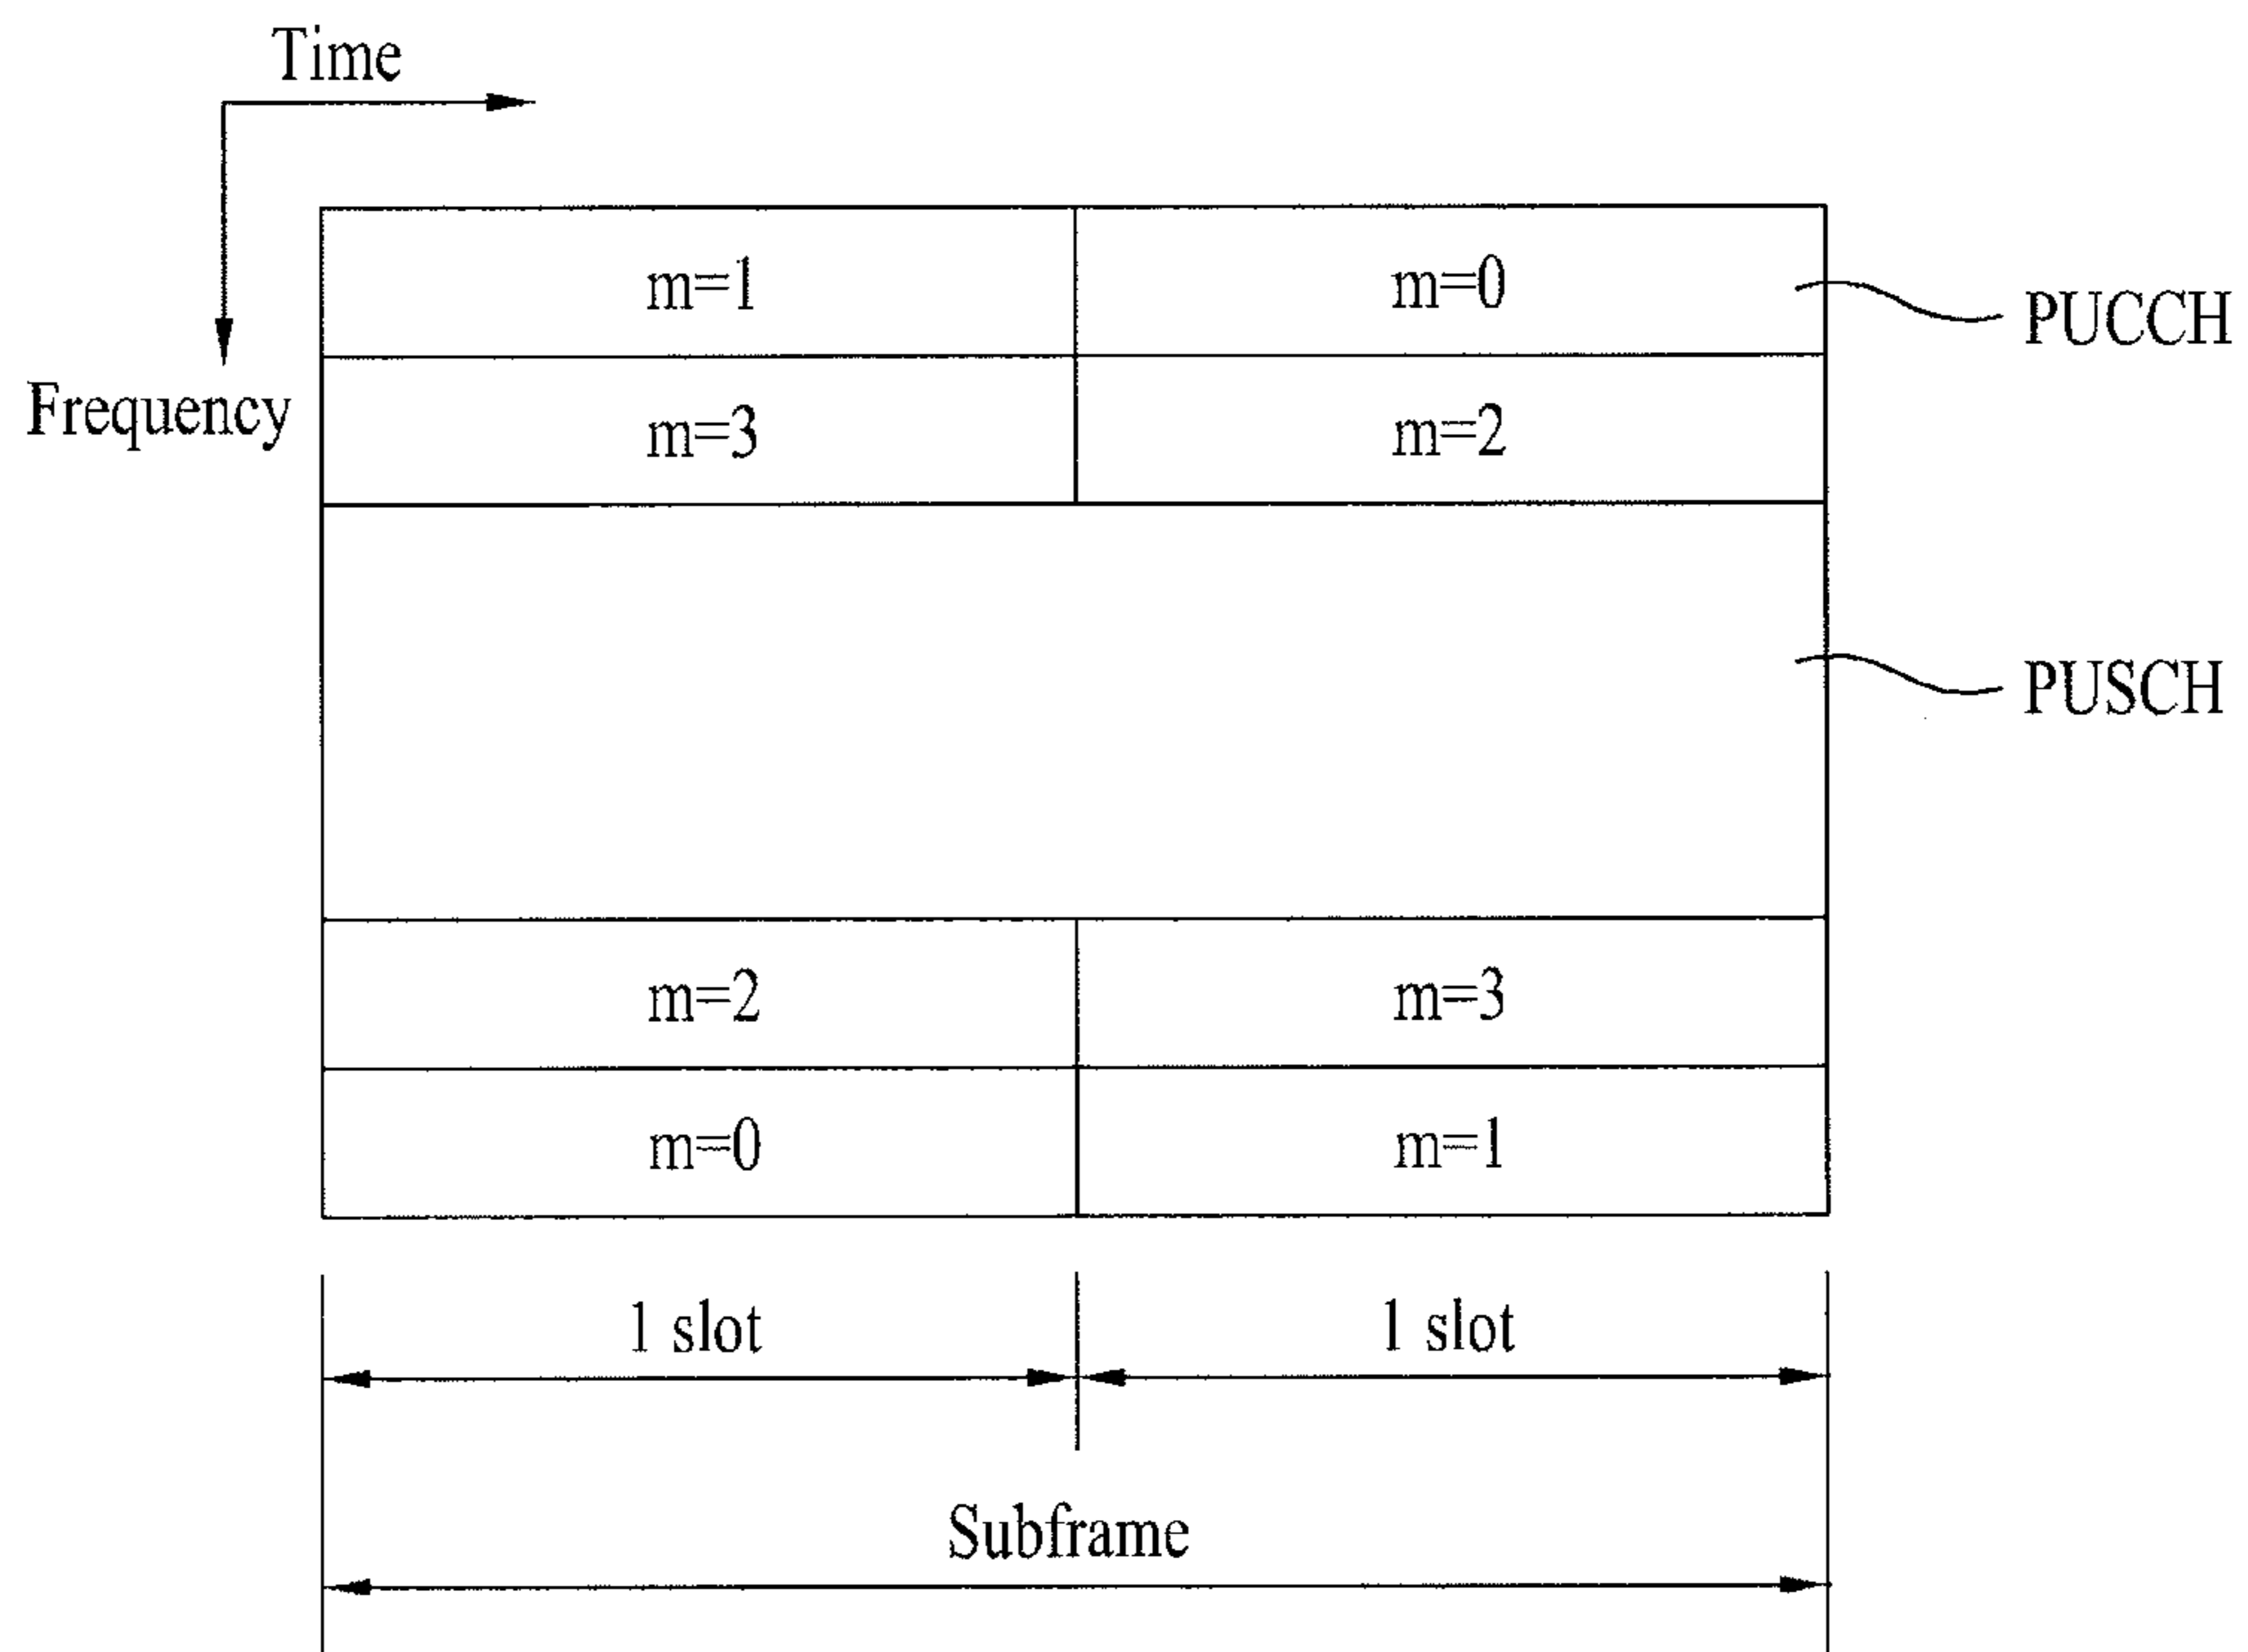 Time
Frequency
m=1 m=0
PUCCH
m=3 m=2
PUSCH
m=2 m=3
m=0 m=1
1 slot 1 slot
Subframe